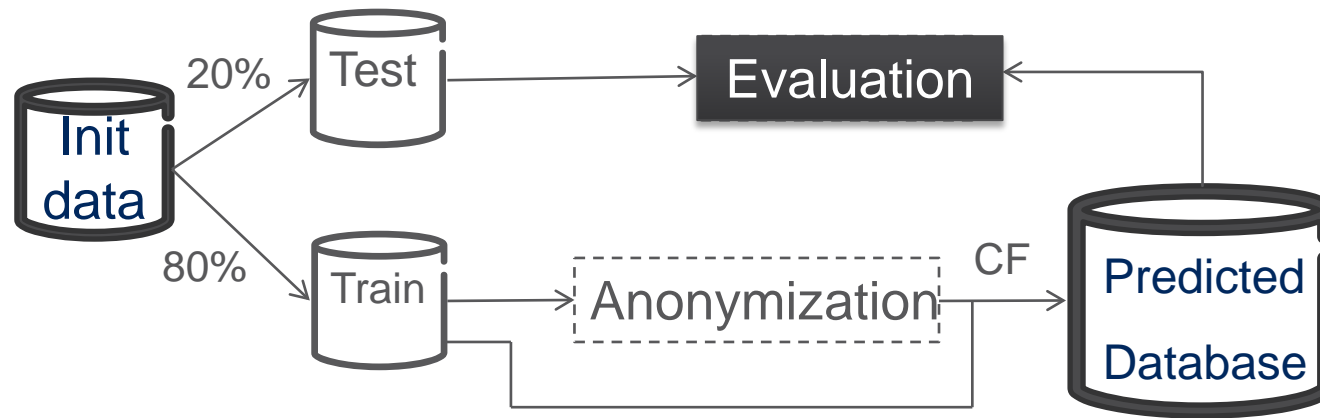 20%
Test
Evaluation
Init
data
80%
Train
Anonymization
CF
Predicted
Database